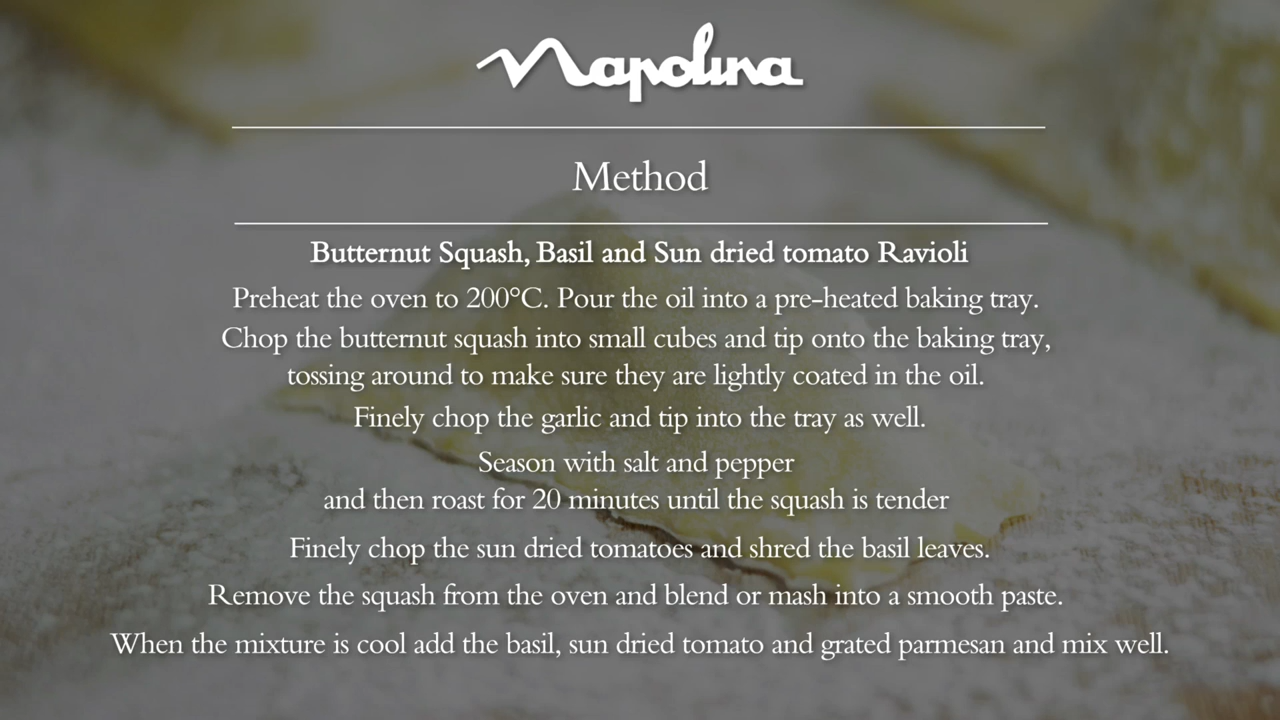 Napolina
Method
Butternut Squash, Basil and Sun dried tomato Ravioli
Preheat the oven to 200°C. Pour the oil into a pre-heated baking tray.
Chop the butternut squash into small cubes and tip onto the baking tray,
tossing around to make sure they are lightly coated in the oil.
Finely chop the garlic and tip into the tray as well.
Season with salt and pepper
and then roast for 20 minutes until the squash is tender
Finely chop the sun dried tomatoes and shred the basil leaves.
Remove the squash from the oven and blend or mash into a smooth paste.
When the mixture is cool add the basil, sun dried tomato and grated parmesan and mix well.